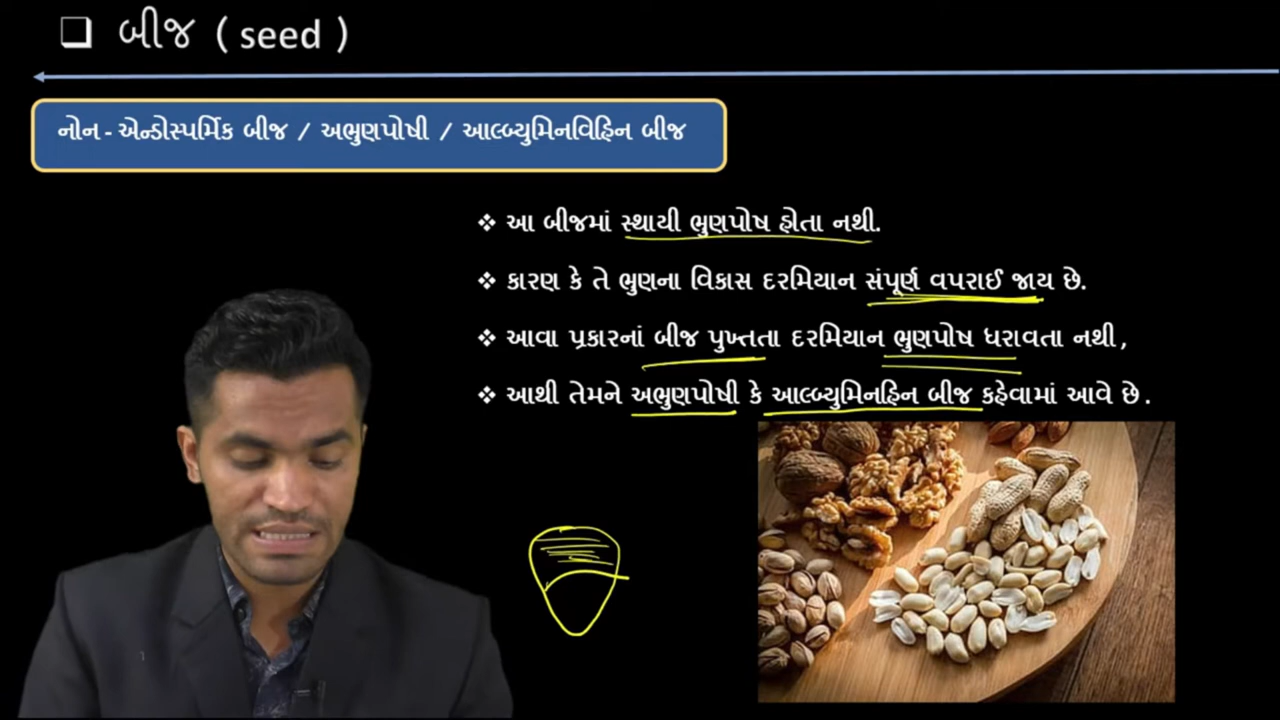 ❑ બીજ ( seed )
નોન - એન્ડોસ્પર્મિક બીજ / અભ્રુણપોષી / આલ્બ્યુમિનવિહિન બીજ
❖ આ બીજમાં સ્થાયી ભ્રુણપોષ હોતા નથી.
❖ કારણ કે તે ભ્રુણના વિકાસ દરમિયાન સંપૂર્ણ વપરાઈ જાય છે.
❖ આવા પ્રકારનાં બીજ પુખ્તતા દરમિયાન ભ્રુણપોષ ધરાવતા નથી ,
❖ આથી તેમને અભ્રુણપોષી કે આલ્બ્યુમિનહિન બીજ કહેવામાં આવે છે .